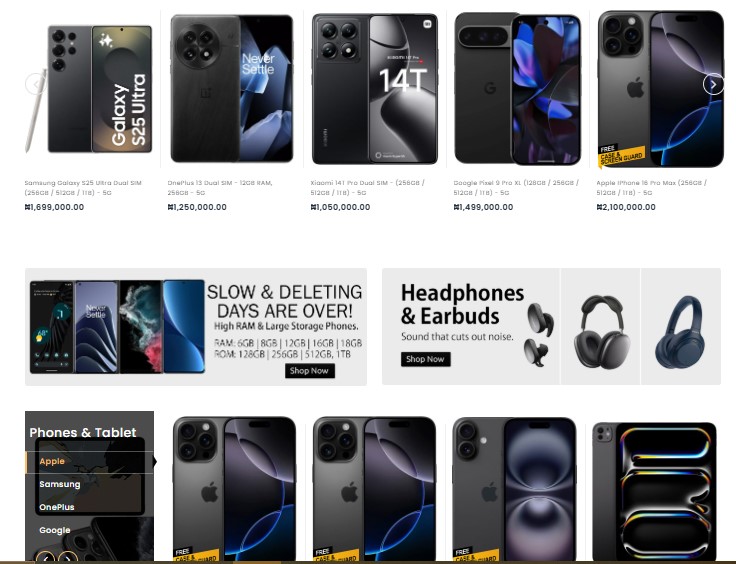 Galaxy
S25 Ultra
Never
Settle
14T
FREE
CASE &
SCREEN GUARD
Samsung Galaxy S25 Ultra Dual SIM
(256GB / 512GB / 1TB) - 5G
₦1,699,000.00
OnePlus 13 Dual SIM - 12GB RAM,
256GB - 5G
₦1,250,000.00
Xiaomi 14T Pro Dual SIM - (256GB /
512GB / 1TB) - 5G
₦1,050,000.00
Google Pixel 9 Pro XL (128GB / 256GB /
512GB / 1TB) - 5G
₦1,499,000.00
Apple iPhone 16 Pro Max (256GB /
512GB / 1TB) - 5G
₦2,100,000.00
Never
Settle
SLOW & DELETING
DAYS ARE OVER!
High RAM & Large Storage Phones.
RAM: 6GB | 8GB | 12GB | 16GB | 18GB
ROM: 128GB | 256GB | 512GB, 1TB
Shop Now
Headphones
& Earbuds
Sound that cuts out noise.
Shop Now
Phones & Tablet
Apple
Samsung
OnePlus
Google
FREE
CASE &
FREE
CASE &
FREE
CASE &